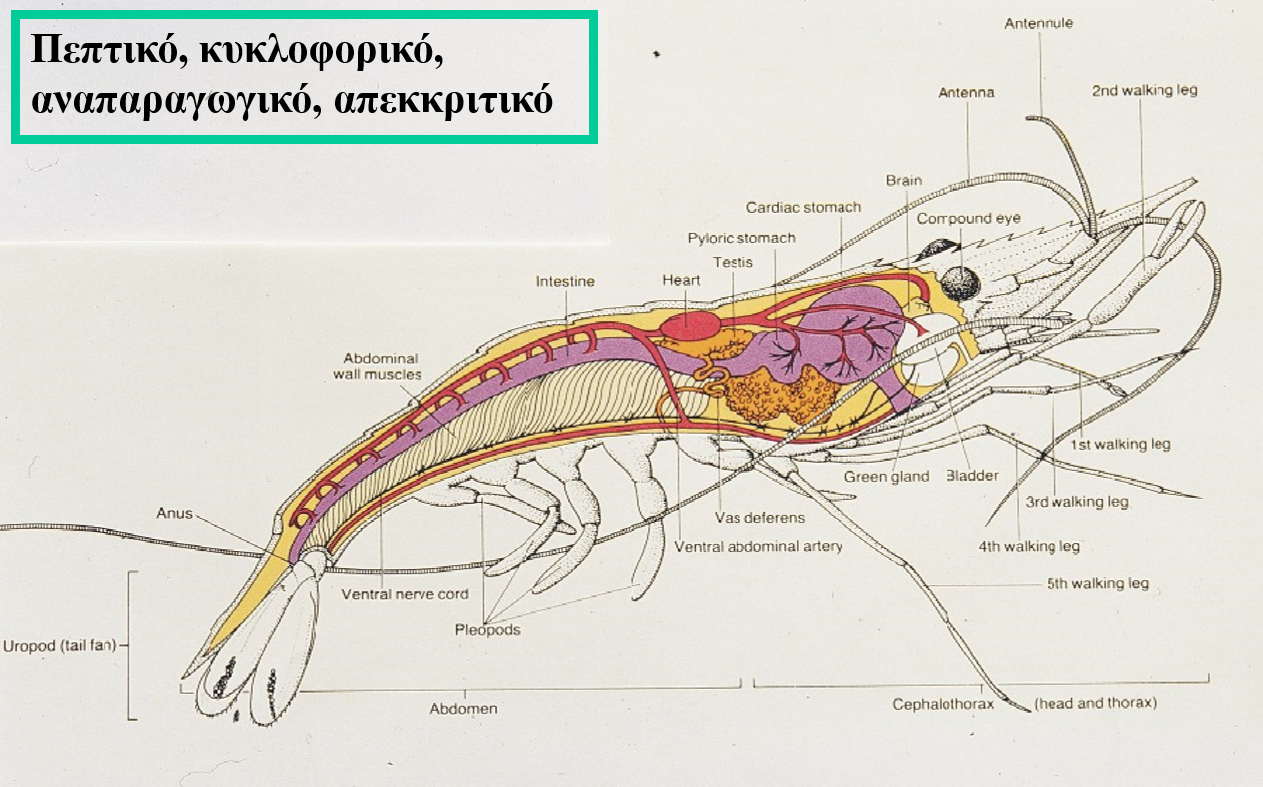 Πεπτικό, κυκλοφορικό,
αναπαραγωγικό, απεκκριτικό
Antennule
Antenna
2nd walking leg
Brain
Cardiac stomach
Compound eye
Pyloric stomach
Testis
Intestine
Heart
Abdominal
wall muscles
1st walking leg
Green gland
Bladder
3rd walking leg
Anus
Vas deferens
Ventral abdominal artery
4th walking leg
5th walking leg
Ventral nerve cord
Pleopods
Uropod (tail fan)
Abdomen
Cephalothorax (head and thorax)